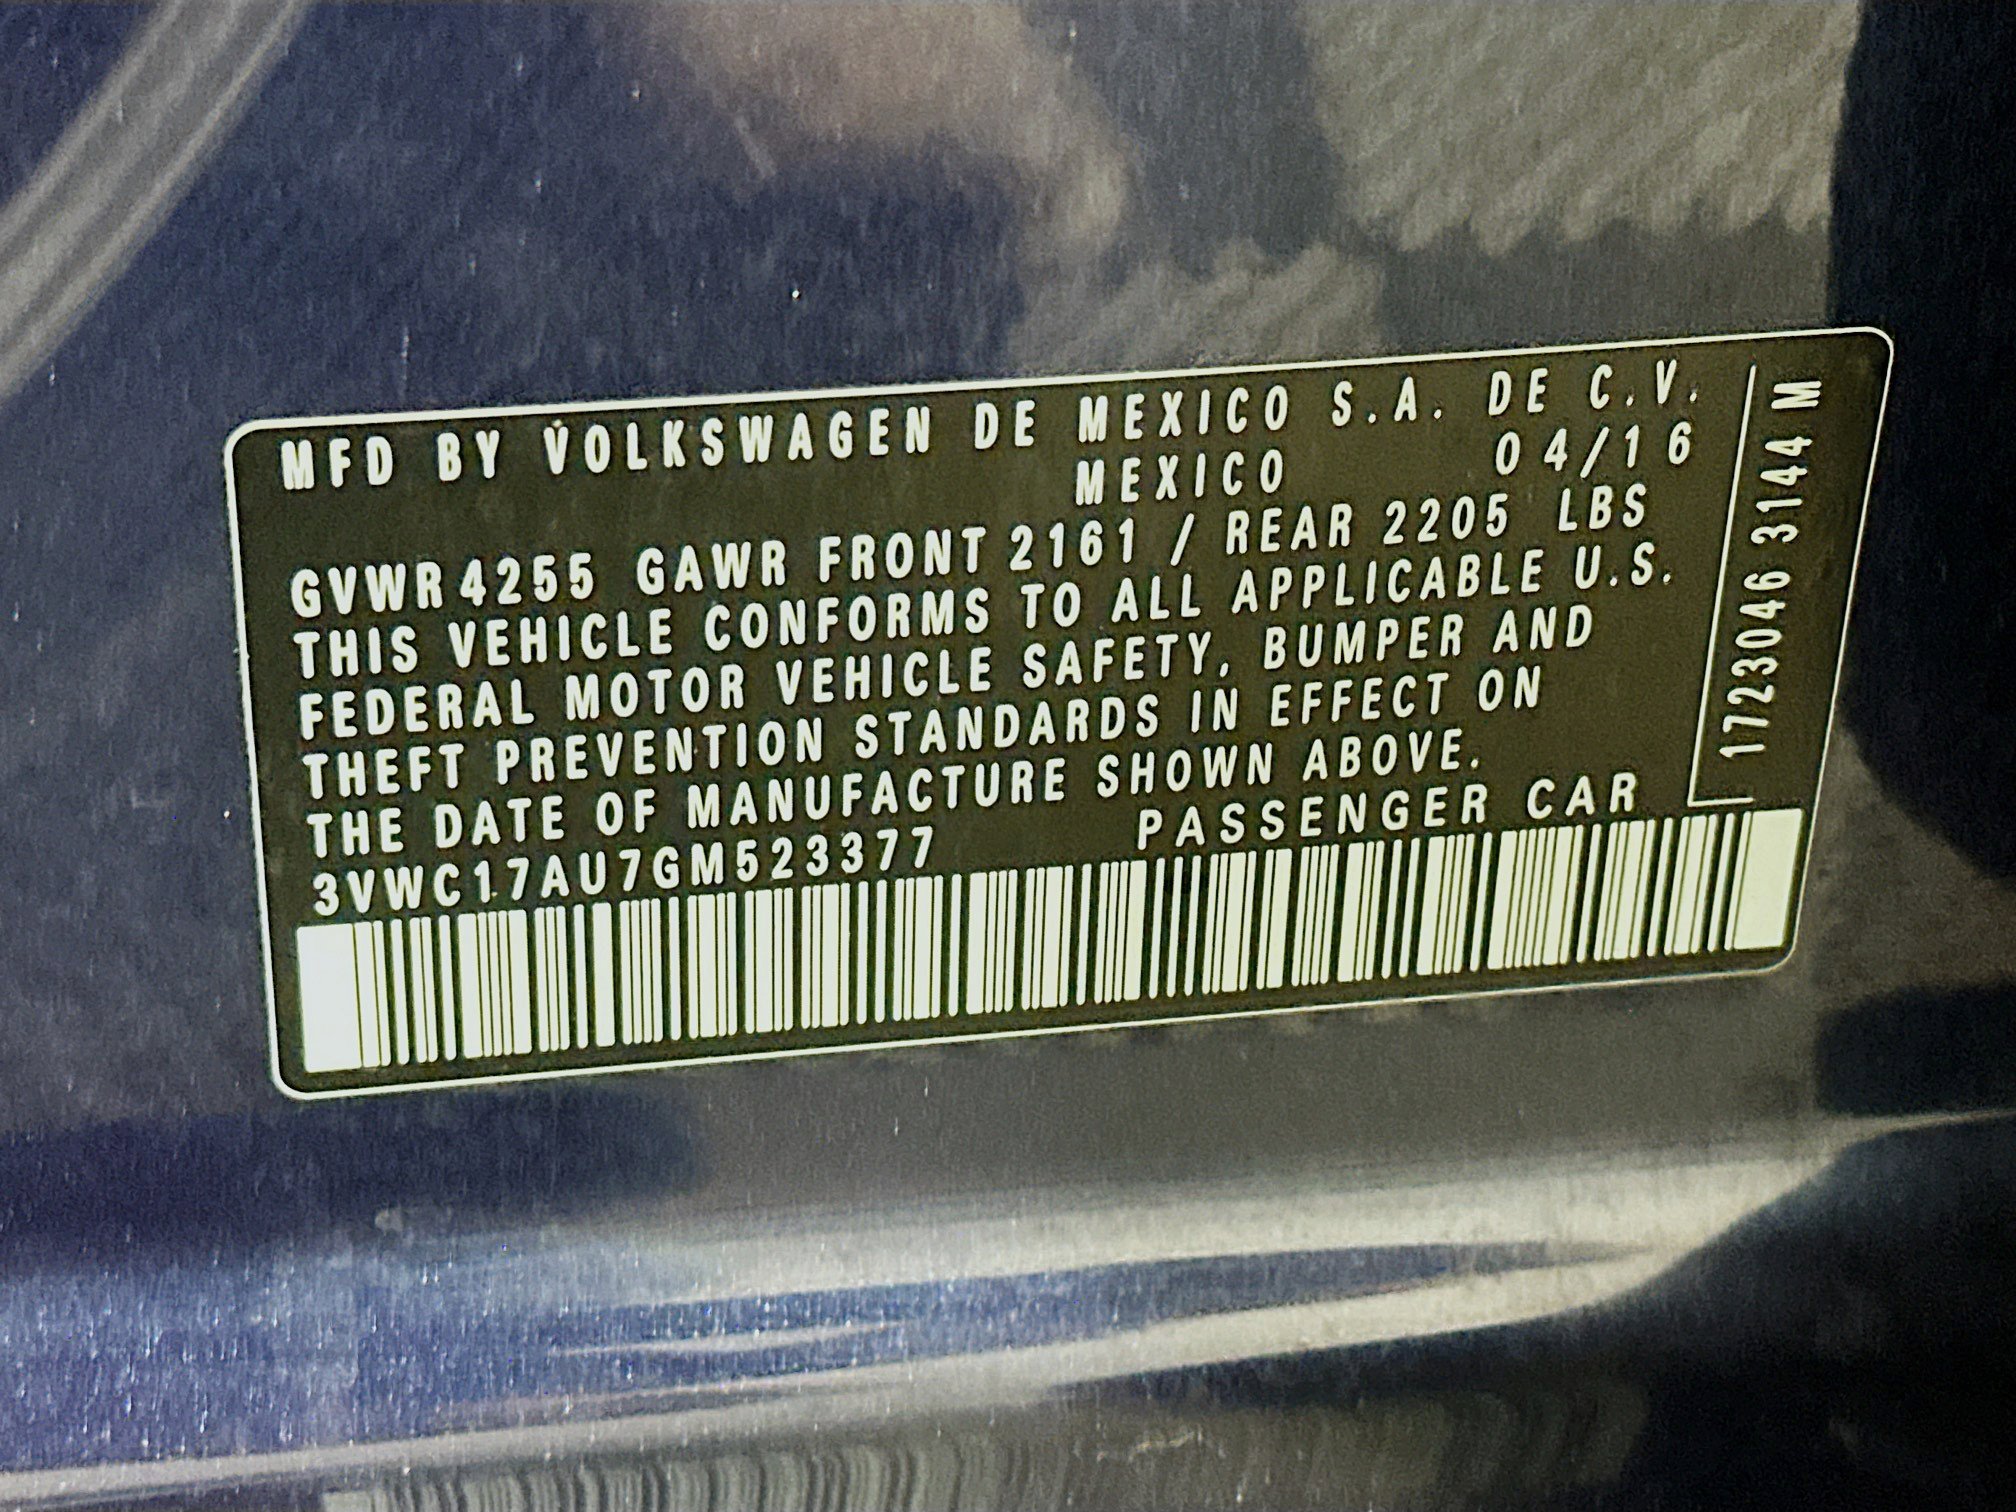 MFD BY VOLKSWAGEN DE MEXICO S.A. DE C.V.
MEXICO 04/16
GVWR 4255 GAWR FRONT 2161 / REAR 2205 LBS
THIS VEHICLE CONFORMS TO ALL APPLICABLE U.S.
FEDERAL MOTOR VEHICLE SAFETY, BUMPER AND
THEFT PREVENTION STANDARDS IN EFFECT ON
THE DATE OF MANUFACTURE SHOWN ABOVE.
3VWC17AU7GM523377 PASSENGER CAR
1723046 3144 M